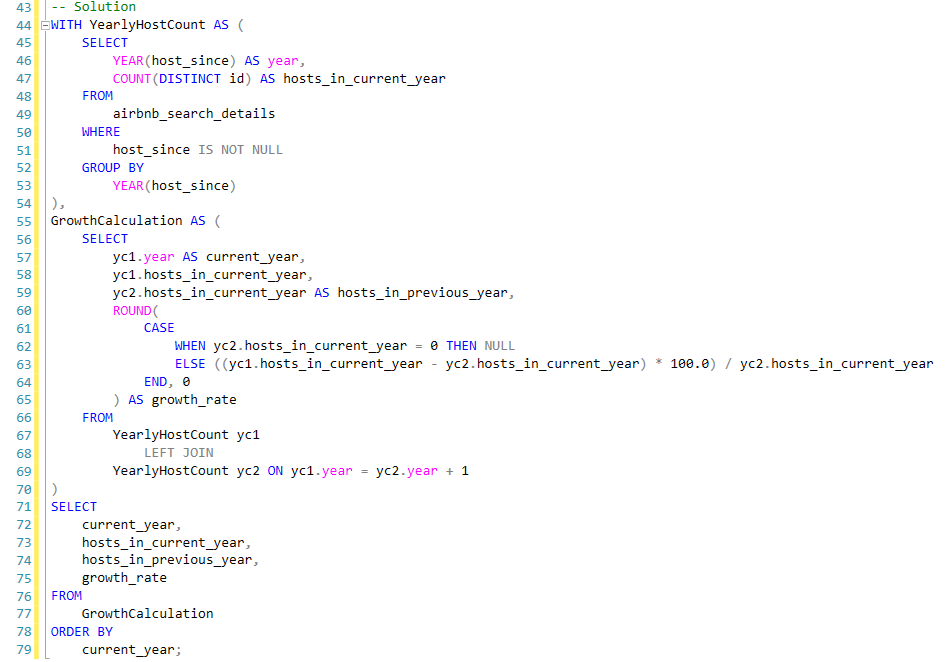 43 -- Solution
44 WITH YearlyHostCount AS (
45     SELECT
46         YEAR(host_since) AS year,
47         COUNT(DISTINCT id) AS hosts_in_current_year
48     FROM
49         airbnb_search_details
50     WHERE
51         host_since IS NOT NULL
52     GROUP BY
53         YEAR(host_since)
54 ),
55 GrowthCalculation AS (
56     SELECT
57         yc1.year AS current_year,
58         yc1.hosts_in_current_year,
59         yc2.hosts_in_current_year AS hosts_in_previous_year,
60         ROUND(
61             CASE
62                 WHEN yc2.hosts_in_current_year = 0 THEN NULL
63                 ELSE ((yc1.hosts_in_current_year - yc2.hosts_in_current_year) * 100.0) / yc2.hosts_in_current_year
64             END, 0
65         ) AS growth_rate
66     FROM
67         YearlyHostCount yc1
68             LEFT JOIN
69         YearlyHostCount yc2 ON yc1.year = yc2.year + 1
70 )
71 SELECT
72     current_year,
73     hosts_in_current_year,
74     hosts_in_previous_year,
75     growth_rate
76 FROM
77     GrowthCalculation
78 ORDER BY
79     current_year;